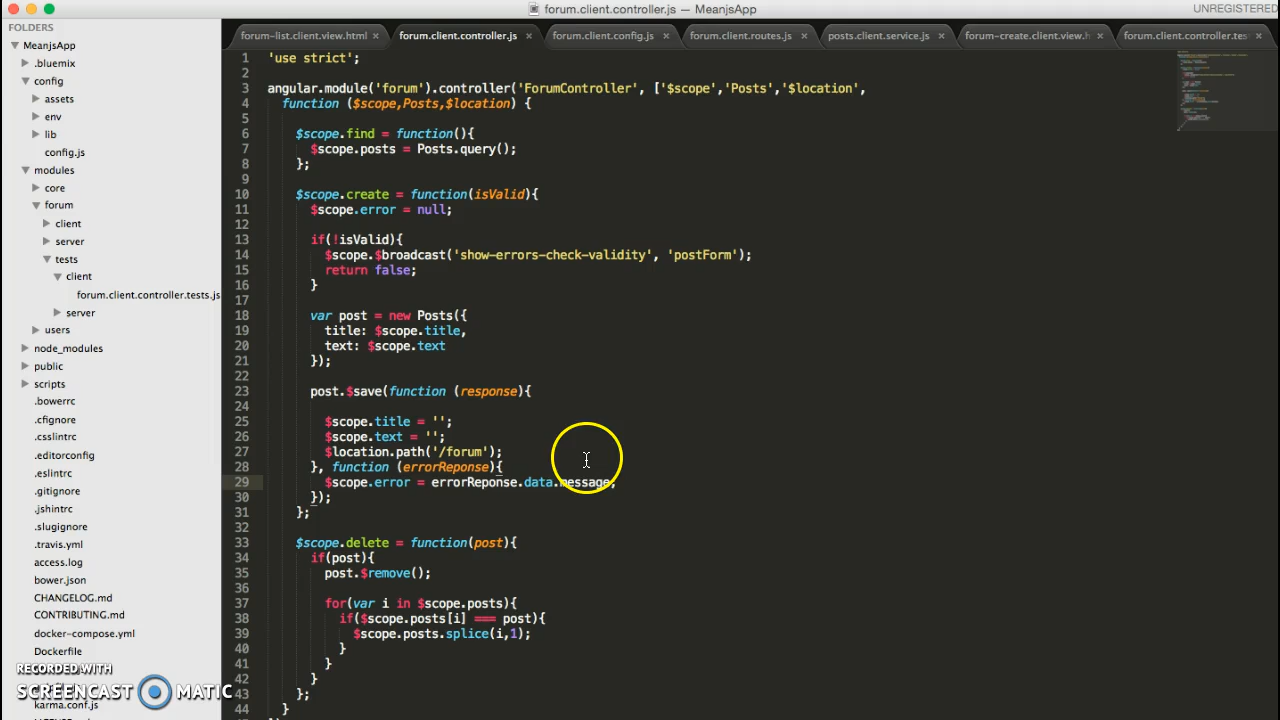 forum.client.controller.js — MeanjsApp
UNREGISTERED
FOLDERS
MeanjsApp
.bluemix
config
assets
env
lib
config.js
modules
core
forum
client
server
tests
client
forum.client.controller.tests.js
server
users
node_modules
public
scripts
.bowerrc
.cfignore
.csslintrc
.editorconfig
.eslintrc
.gitignore
.jshintrc
.slugignore
.travis.yml
access.log
bower.json
CHANGELOG.md
CONTRIBUTING.md
docker-compose.yml
Dockerfile
karma.conf.js
RECORDED WITH
SCREENCAST MATIC
forum-list.client.view.html × forum.client.controller.js × forum.client.config.js × forum.client.routes.js × posts.client.service.js × forum-create.client.view.h × forum.client.controller.tes ×
1 'use strict';
2
3 angular.module('forum').controller('ForumController', ['$scope','Posts','$location',
4 function ($scope,Posts,$location) {
5
6 $scope.find = function(){
7 $scope.posts = Posts.query();
8 };
9
10 $scope.create = function(isValid){
11 $scope.error = null;
12
13 if(!isValid){
14 $scope.$broadcast('show-errors-check-validity', 'postForm');
15 return false;
16 }
17
18 var post = new Posts({
19 title: $scope.title,
20 text: $scope.text
21 });
22
23 post.$save(function (response){
24
25 $scope.title = '';
26 $scope.text = '';
27 $location.path('/forum');
28 }, function (errorReponse){
29 $scope.error = errorReponse.data.message;
30 });
31 };
32
33 $scope.delete = function(post){
34 if(post){
35 post.$remove();
36
37 for(var i in $scope.posts){
38 if($scope.posts[i] === post){
39 $scope.posts.splice(i,1);
40 }
41 }
42 }
43 };
44 }